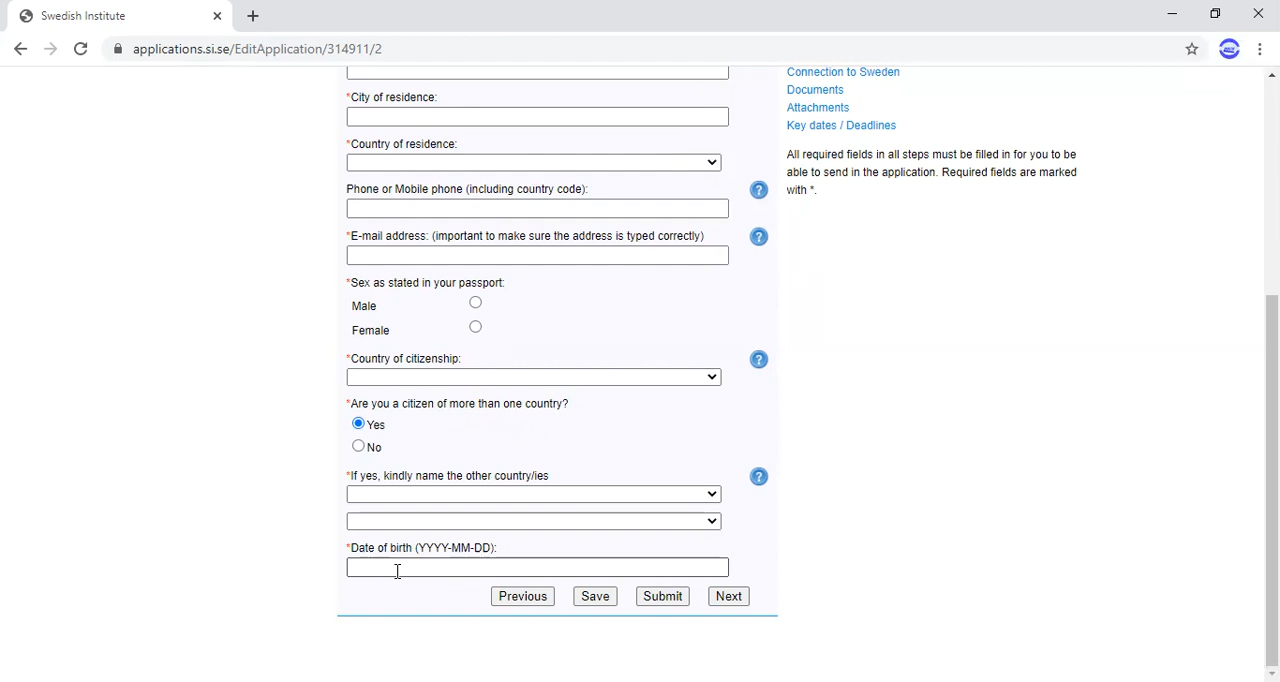 Swedish Institute
applications.si.se/EditApplication/314911/2
*City of residence:
*Country of residence:
Phone or Mobile phone (including country code):
*E-mail address: (important to make sure the address is typed correctly)
*Sex as stated in your passport:
Male
Female
*Country of citizenship:
*Are you a citizen of more than one country?
Yes
No
*If yes, kindly name the other country/ies
*Date of birth (YYYY-MM-DD):
Previous Save Submit Next
Connection to Sweden
Documents
Attachments
Key dates / Deadlines
All required fields in all steps must be filled in for you to be
able to send in the application. Required fields are marked
with *.